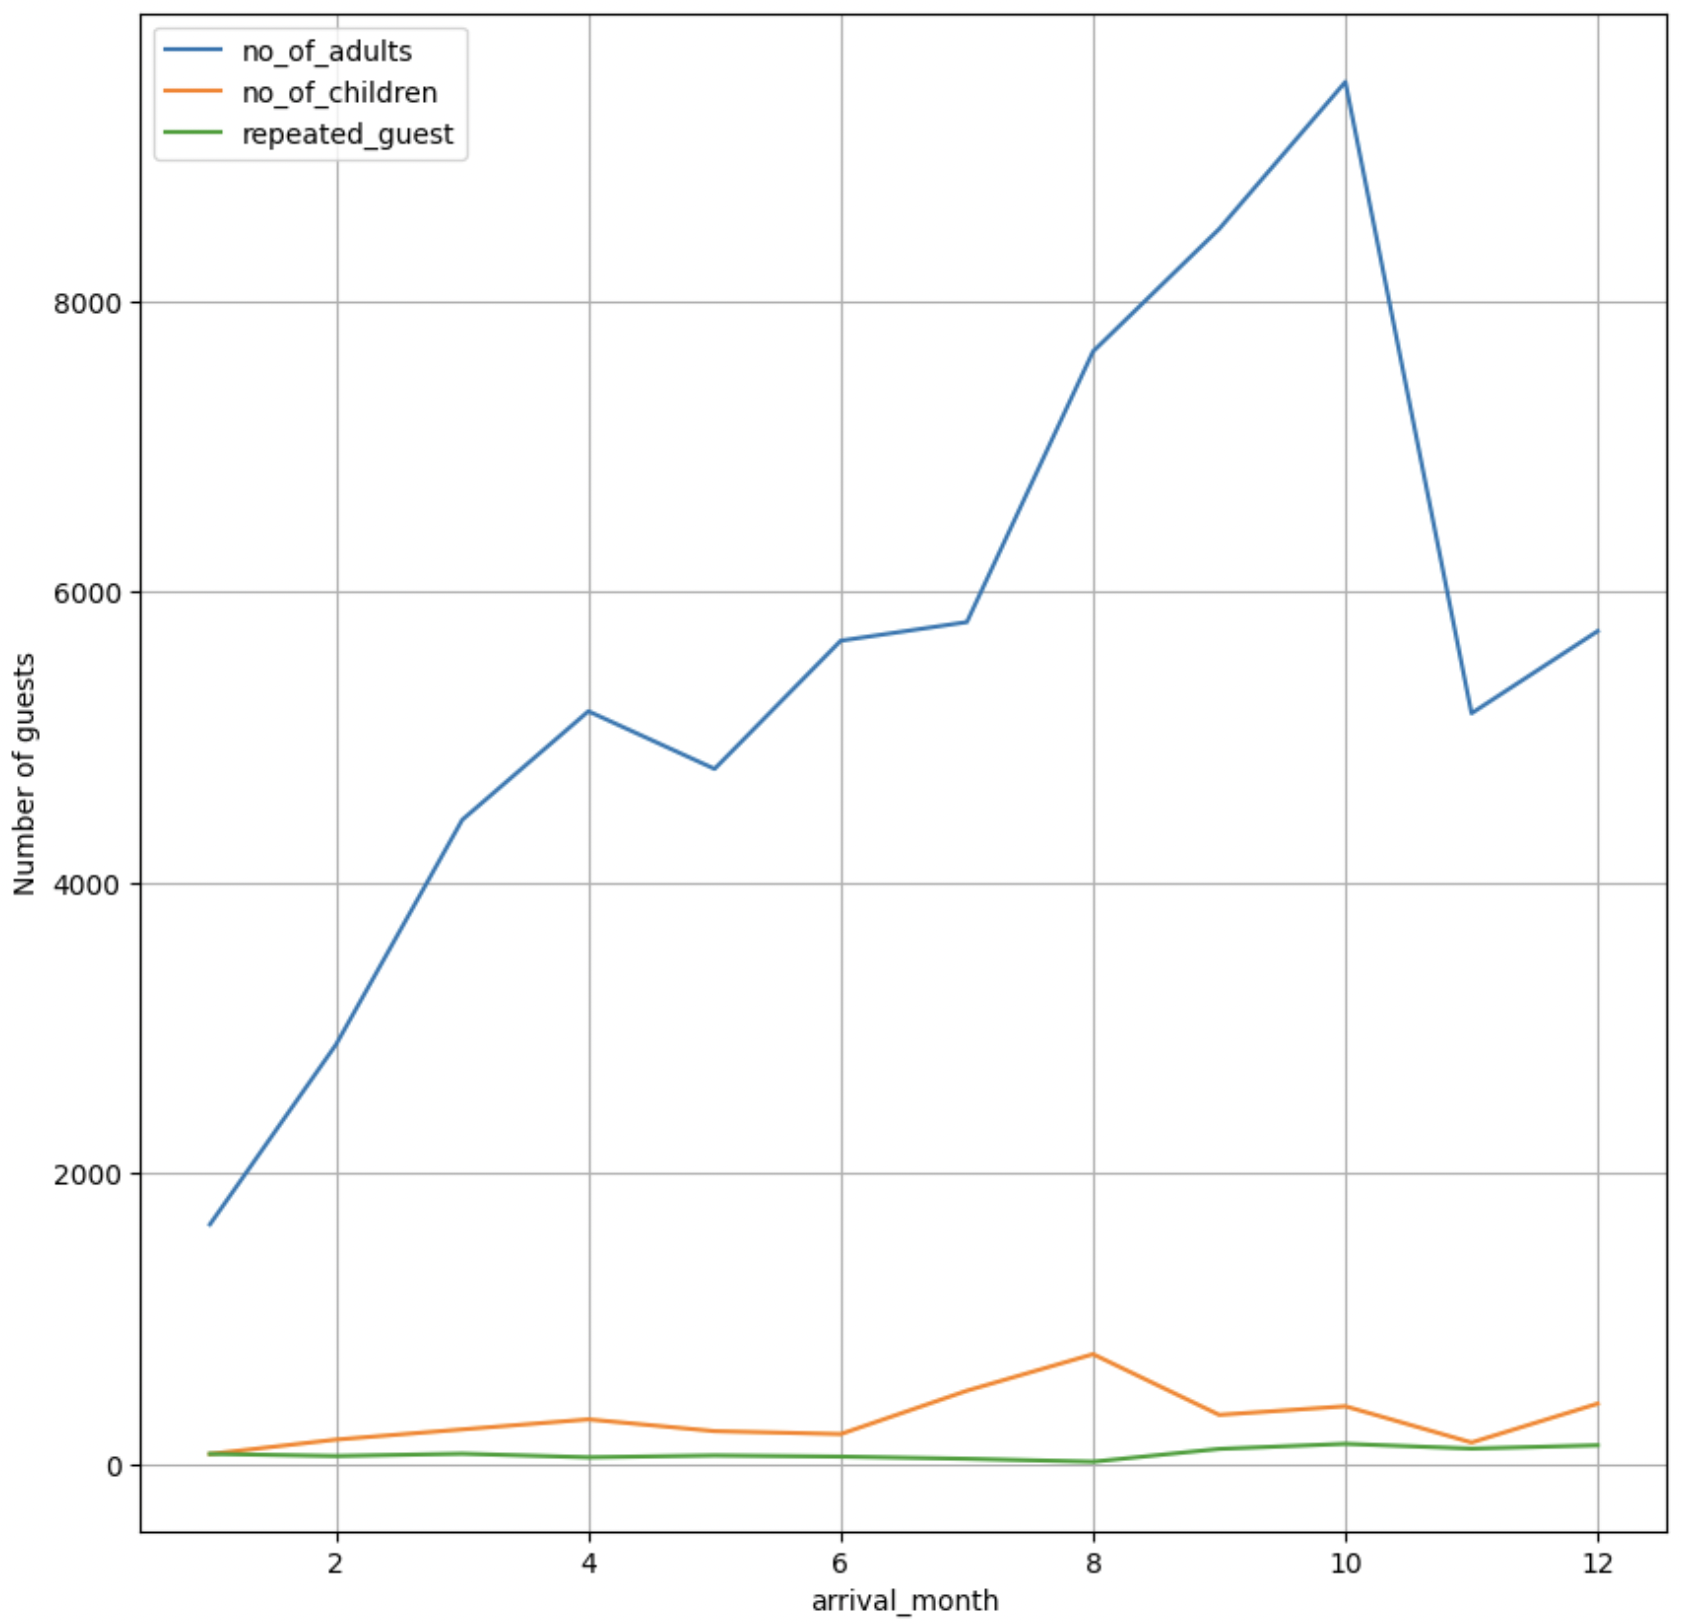 no_of_adults
no_of_children
repeated_guest
8000
6000
4000
2000
0
Number of guests
2 4 6 8 10 12
arrival_month